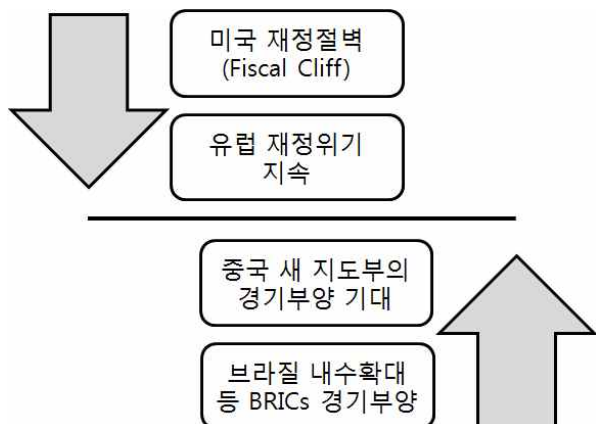 미국 재정절벽
(Fiscal Cliff)
유럽 재정위기
지속
중국 새 지도부의
경기부양 기대
브라질 내수확대
등 BRICs 경기부양